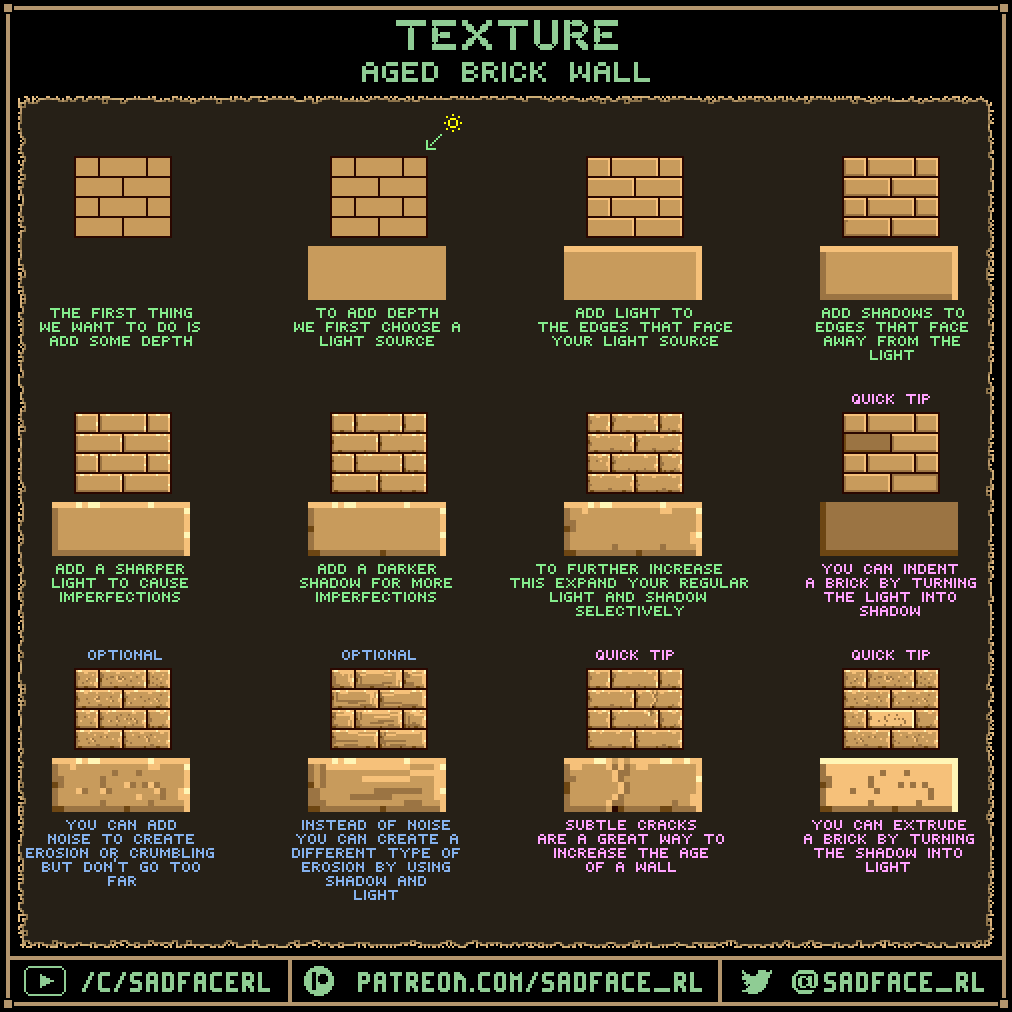 TEXTURE
AGED BRICK WALL
THE FIRST THING
WE WANT TO DO IS
ADD SOME DEPTH
TO ADD DEPTH
WE FIRST CHOOSE A
LIGHT SOURCE
ADD LIGHT TO
THE EDGES THAT FACE
YOUR LIGHT SOURCE
ADD SHADOWS TO
EDGES THAT FACE
AWAY FROM THE
LIGHT
ADD A SHARPER
LIGHT TO CAUSE
IMPERFECTIONS
ADD A DARKER
SHADOW FOR MORE
IMPERFECTIONS
TO FURTHER INCREASE
THIS EXPAND YOUR REGULAR
LIGHT AND SHADOW
SELECTIVELY
QUICK TIP
YOU CAN INDENT
A BRICK BY TURNING
THE LIGHT INTO
SHADOW
OPTIONAL
YOU CAN ADD
NOISE TO CREATE
EROSION OR CRUMBLING
BUT DON'T GO TOO
FAR
OPTIONAL
INSTEAD OF NOISE
YOU CAN CREATE A
DIFFERENT TYPE OF
EROSION BY USING
SHADOW AND
LIGHT
QUICK TIP
SUBTLE CRACKS
ARE A GREAT WAY TO
INCREASE THE AGE
OF A WALL
QUICK TIP
YOU CAN EXTRUDE
A BRICK BY TURNING
THE SHADOW INTO
LIGHT
/C/SADFACERL
PATREON.COM/SADFACE_RL
@SADFACE_RL